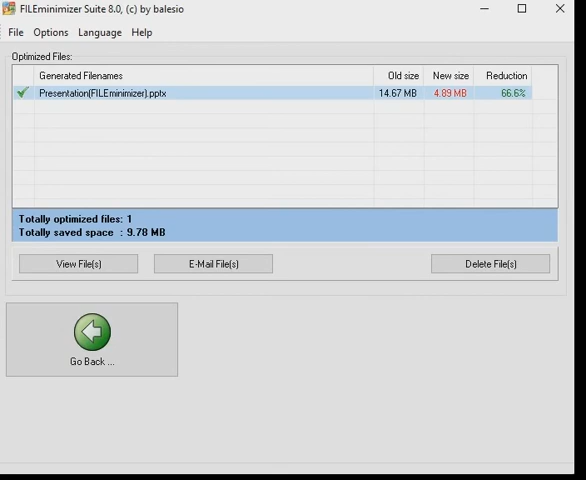 FILEminimizer Suite 8.0, (c) by balesio
File Options Language Help
Optimized Files:
Generated Filenames Old size New size Reduction
Presentation(FILEminimizer).pptx 14.67 MB 4.89 MB 66.6%
Totally optimized files: 1
Totally saved space : 9.78 MB
View File(s) E-Mail File(s) Delete File(s)
Go Back ...